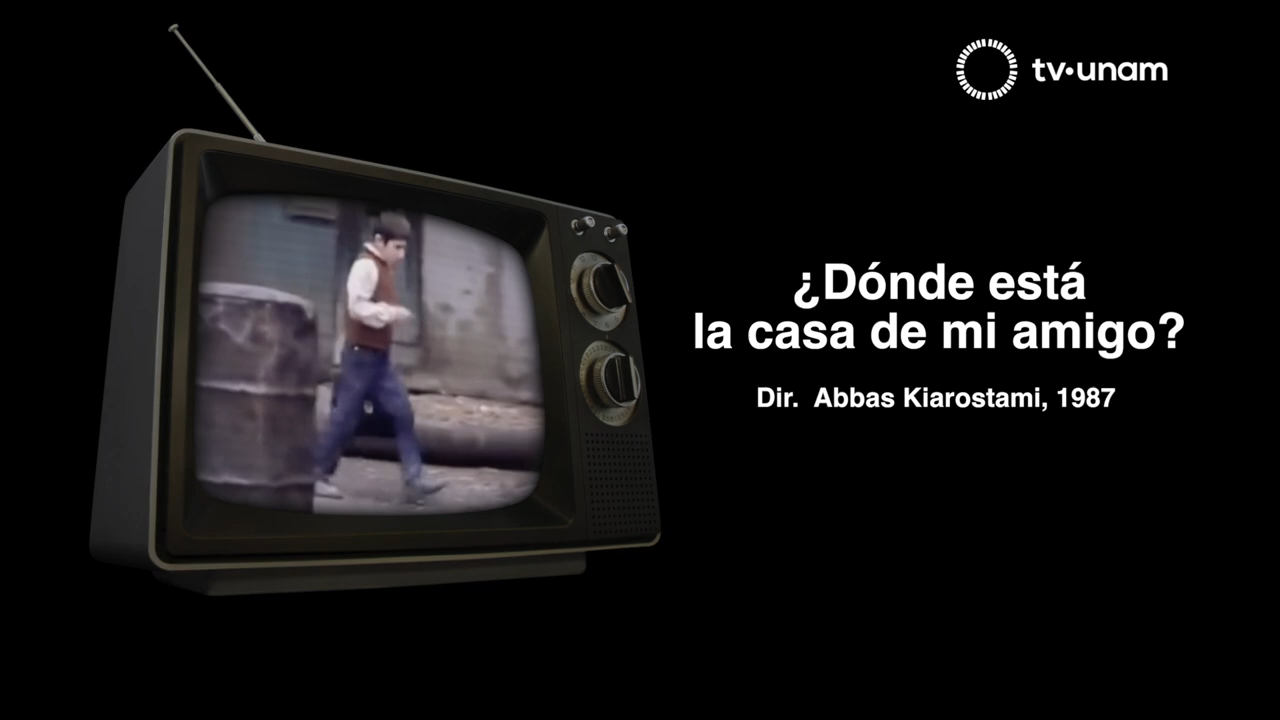 tv·unam
¿Dónde está
la casa de mi amigo?
Dir. Abbas Kiarostami, 1987